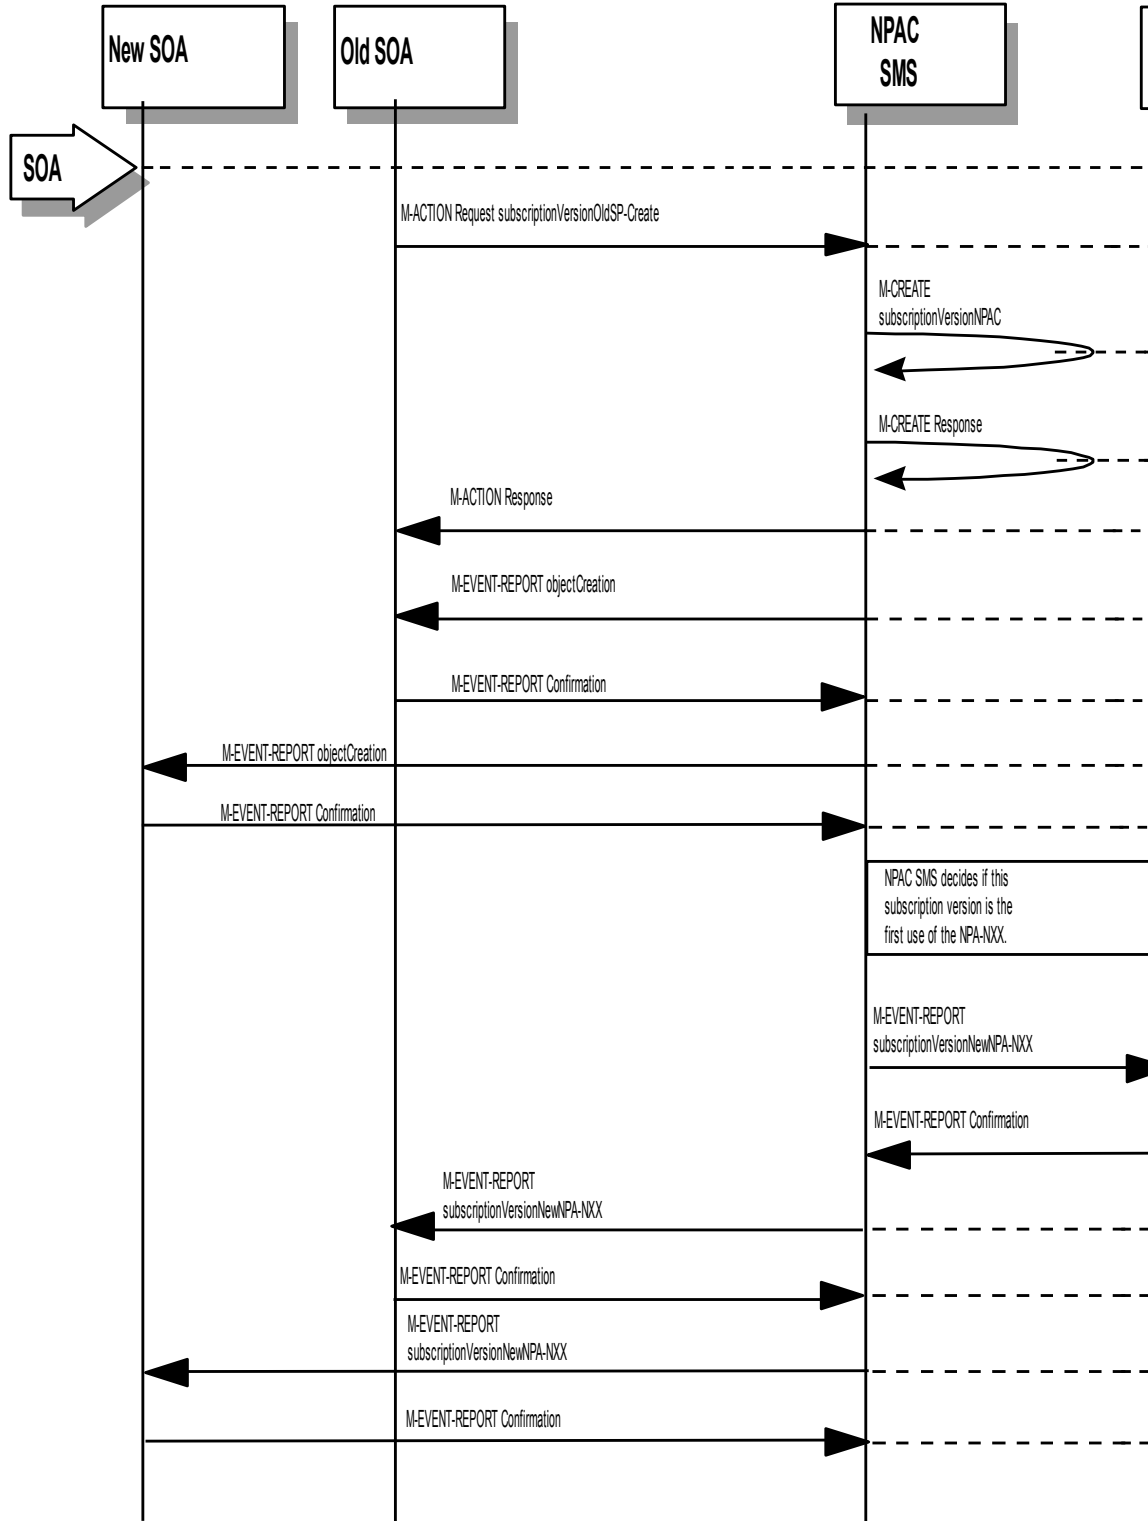 New SOA
Old SOA
NPAC
SMS
SOA
M-ACTION Request subscriptionVersionOldSP-Create
M-CREATE
subscriptionVersionNPAC
M-CREATE Response
M-ACTION Response
M-EVENT-REPORT objectCreation
M-EVENT-REPORT Confirmation
M-EVENT-REPORT objectCreation
M-EVENT-REPORT Confirmation
NPAC SMS decides if this
subscription version is the
first use of the NPA-NXX.
M-EVENT-REPORT
subscriptionVersionNewNPA-NXX
M-EVENT-REPORT Confirmation
M-EVENT-REPORT
subscriptionVersionNewNPA-NXX
M-EVENT-REPORT Confirmation
M-EVENT-REPORT
subscriptionVersionNewNPA-NXX
M-EVENT-REPORT Confirmation